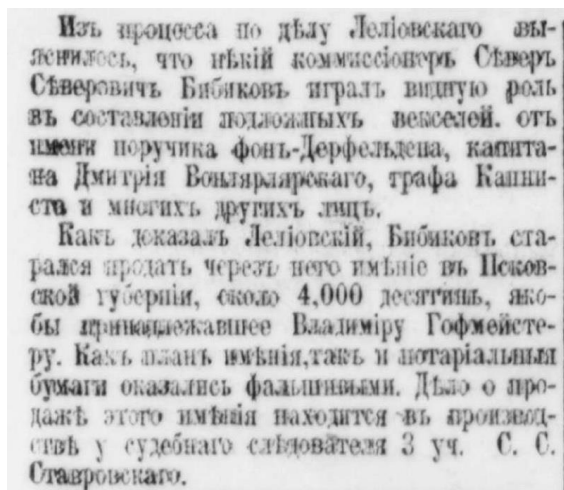 Изъ процесса по дѣлу Леліовскаго вы-
яснилось, что нѣкій коммиссіонеръ Сѣверъ
Сѣверовичъ Бибиковъ игралъ видную роль
въ составленіи подложныхъ векселей. отъ
имени поручика фонъ-Дерфельдена, капита-
на Дмитрія Вонлярлярскаго, графа Капни-
ста и многихъ другихъ лицъ.
Какъ доказалъ Леліовскій, Бибиковъ ста-
рался продать черезъ него имѣніе въ Псков-
ской губерніи, около 4,000 десятинъ, яко-
бы принадлежавшее Владиміру Гофмейсте-
ру. Какъ планъ имѣнія,такъ и нотаріальныя
бумаги оказались фальшивыми. Дѣло о про-
дажѣ этого имѣнія находится въ производ-
ствѣ у судебнаго слѣдователя 3 уч. С. С.
Ставровскаго.